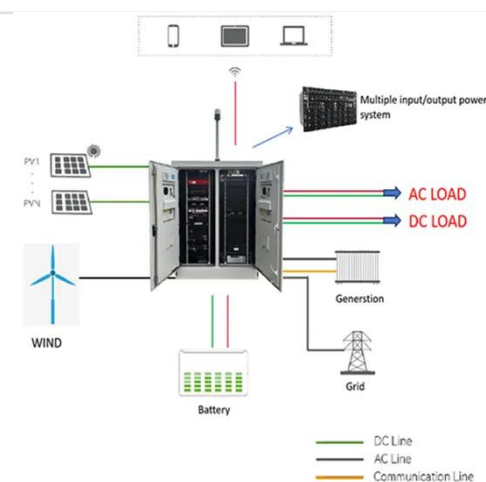 Multiple input/output power
system
PV1
PVN
AC LOAD
DC LOAD
WIND
Generstion
Grid
Battery
DC Line
AC Line
Communication Line